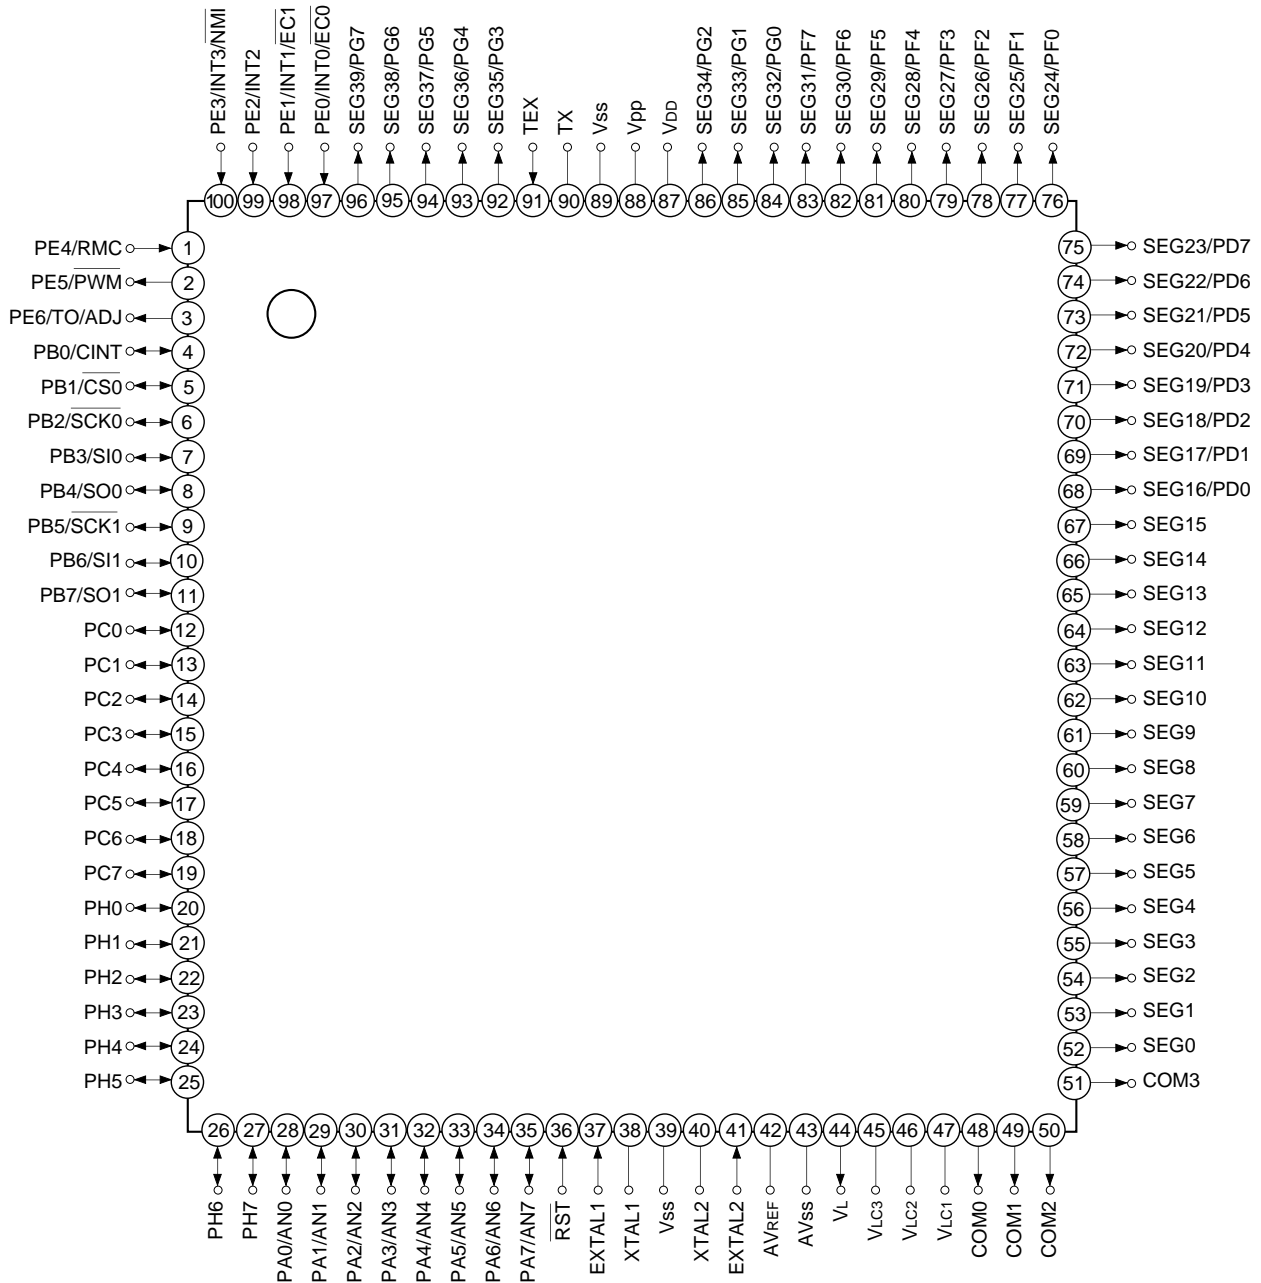 PE3/INT3/NMI
PE2/INT2
PE1/INT1/EC1
PE0/INT0/EC0
SEG39/PG7
SEG38/PG6
SEG37/PG5
SEG36/PG4
SEG35/PG3
TEX
TX
Vss
Vpp
VDD
SEG34/PG2
SEG33/PG1
SEG32/PG0
SEG31/PF7
SEG30/PF6
SEG29/PF5
SEG28/PF4
SEG27/PF3
SEG26/PF2
SEG25/PF1
SEG24/PF0
100 99 98 97 96 95 94 93 92 91 90 89 88 87 86 85 84 83 82 81 80 79 78 77 76
PE4/RMC 1
PE5/PWM 2
PE6/TO/ADJ 3
PB0/CINT 4
PB1/CS0 5
PB2/SCK0 6
PB3/SI0 7
PB4/SO0 8
PB5/SCK1 9
PB6/SI1 10
PB7/SO1 11
PC0 12
PC1 13
PC2 14
PC3 15
PC4 16
PC5 17
PC6 18
PC7 19
PH0 20
PH1 21
PH2 22
PH3 23
PH4 24
PH5 25
75 SEG23/PD7
74 SEG22/PD6
73 SEG21/PD5
72 SEG20/PD4
71 SEG19/PD3
70 SEG18/PD2
69 SEG17/PD1
68 SEG16/PD0
67 SEG15
66 SEG14
65 SEG13
64 SEG12
63 SEG11
62 SEG10
61 SEG9
60 SEG8
59 SEG7
58 SEG6
57 SEG5
56 SEG4
55 SEG3
54 SEG2
53 SEG1
52 SEG0
51 COM3
26 27 28 29 30 31 32 33 34 35 36 37 38 39 40 41 42 43 44 45 46 47 48 49 50
PH6
PH7
PA0/AN0
PA1/AN1
PA2/AN2
PA3/AN3
PA4/AN4
PA5/AN5
PA6/AN6
PA7/AN7
RST
EXTAL1
XTAL1
Vss
XTAL2
EXTAL2
AVREF
AVss
VL
VLC3
VLC2
VLC1
COM0
COM1
COM2